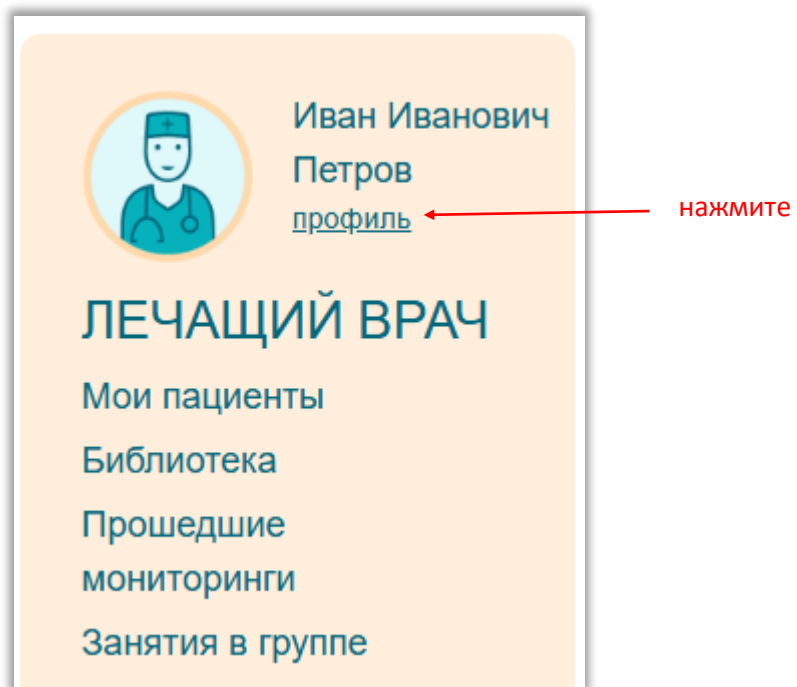 Иван Иванович
Петров
профиль
нажмите
ЛЕЧАЩИЙ ВРАЧ
Мои пациенты
Библиотека
Прошедшие
мониторинги
Занятия в группе